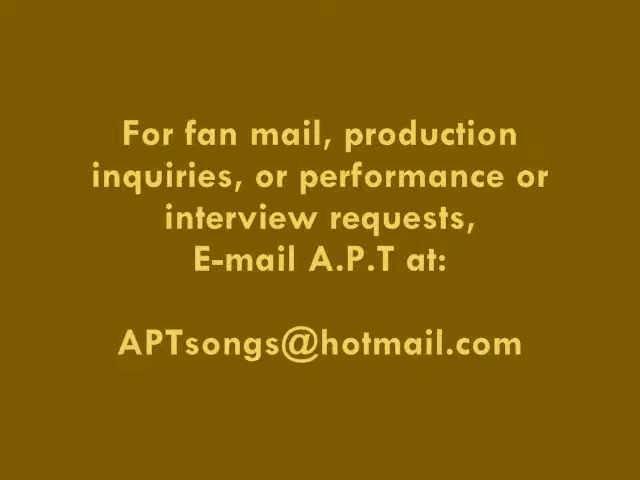 For fan mail, production
inquiries, or performance or
interview requests,
E-mail A.P.T at:
APTsongs@hotmail.com